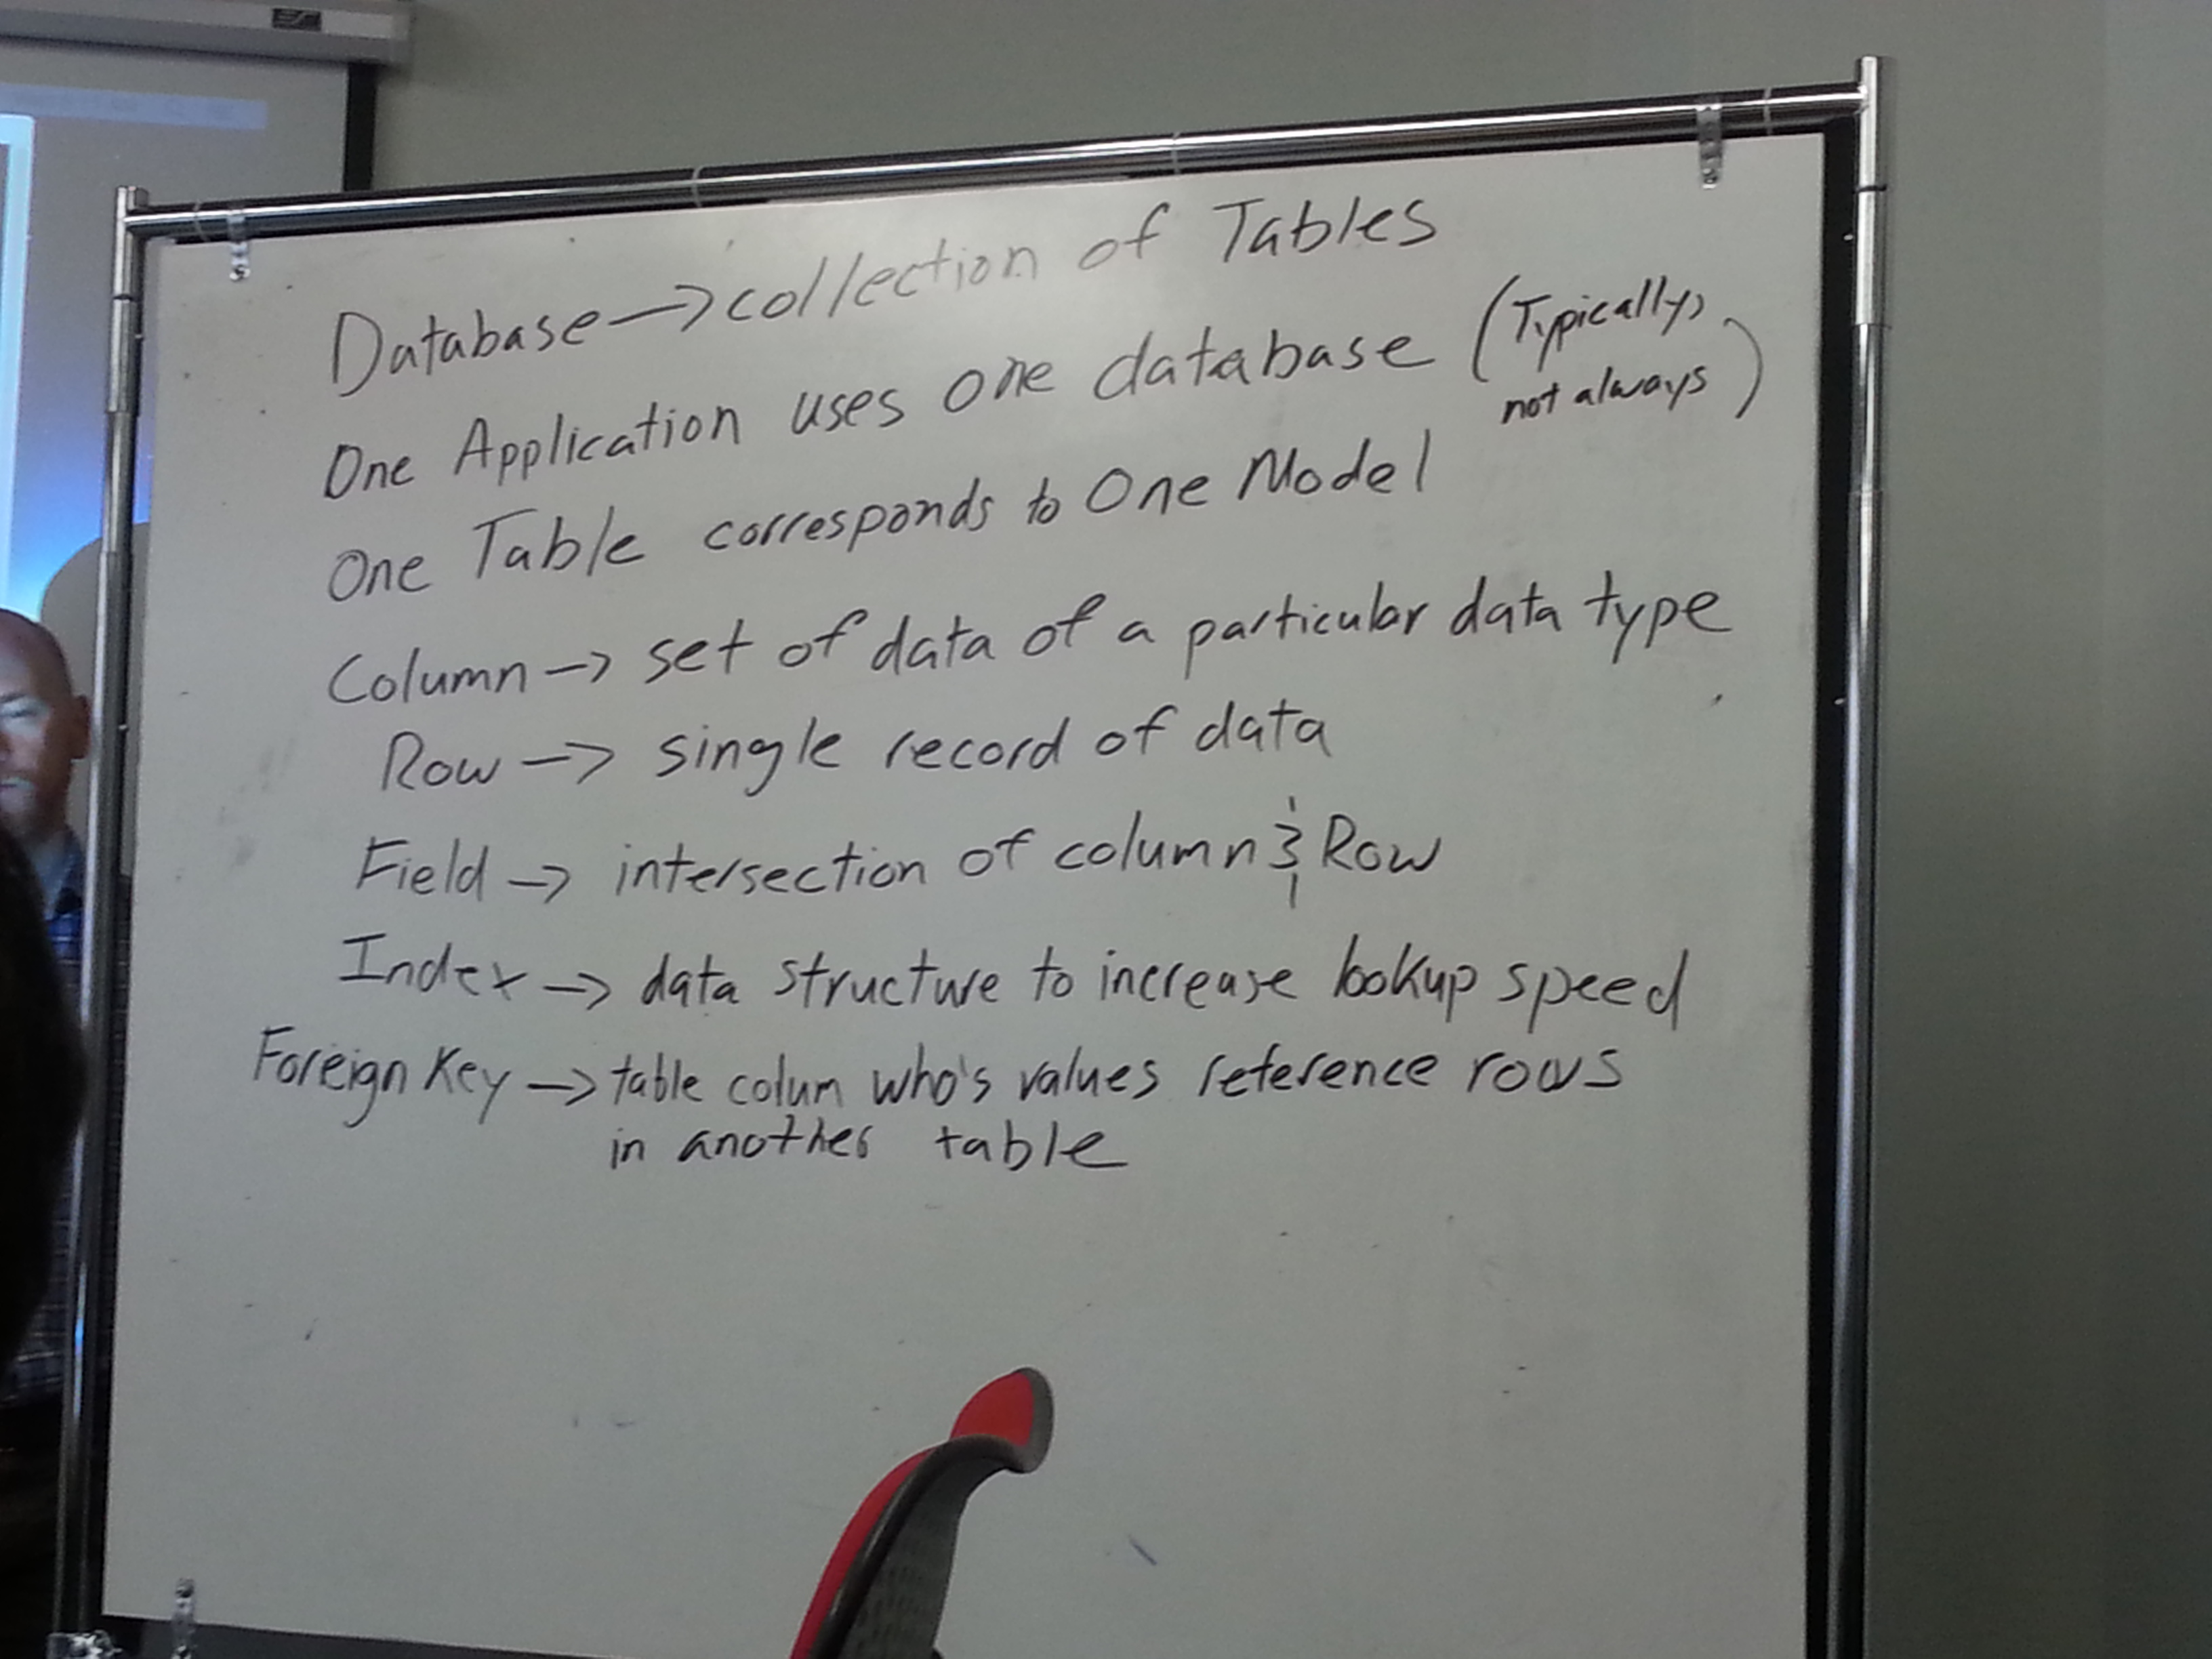 Database → collection of Tables
One Application uses one database (Typically,
not always)
One Table corresponds to One Model
Column → set of data of a particular data type
Row → single record of data
Field → intersection of column & Row
Index → data structure to increase lookup speed
Foreign Key → table colum who's values reference rows
in another table